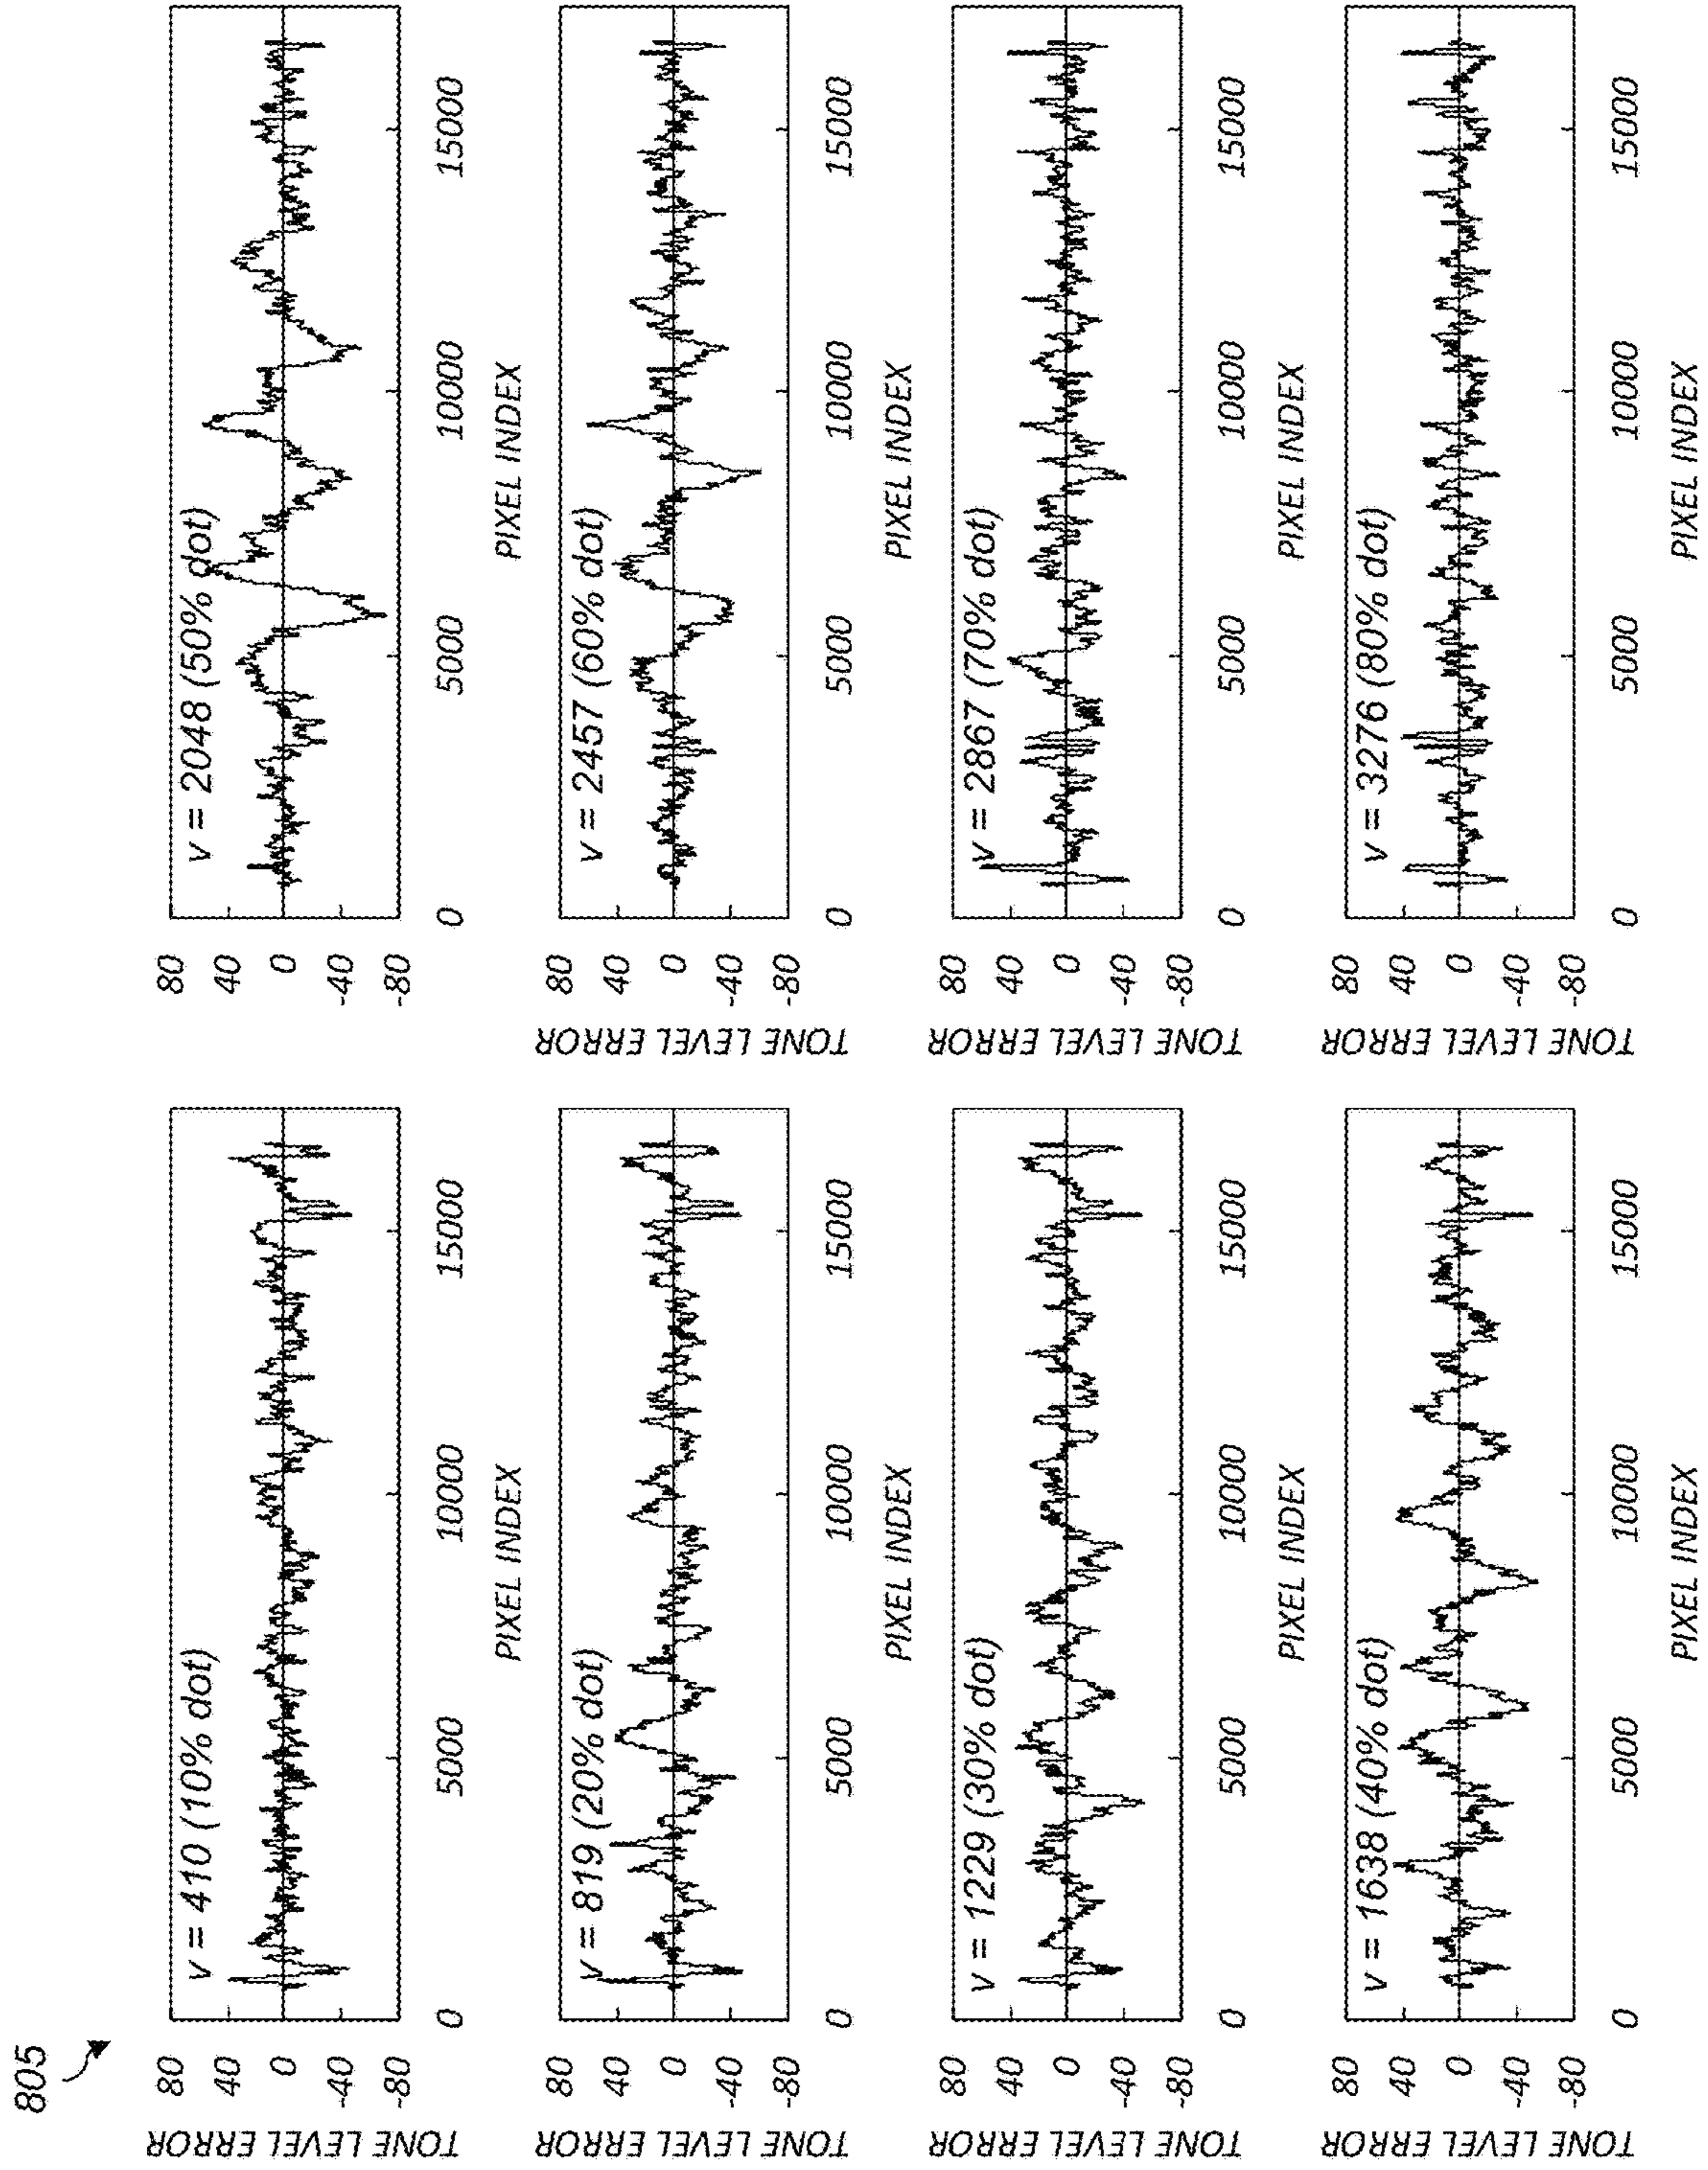 805
v = 410 (10% dot)
TONE LEVEL ERROR
80
40
0
-40
-80
0 5000 10000 15000
PIXEL INDEX
v = 2048 (50% dot)
80
40
0
-40
-80
0 5000 10000 15000
PIXEL INDEX
v = 819 (20% dot)
TONE LEVEL ERROR
80
40
0
-40
-80
0 5000 10000 15000
PIXEL INDEX
v = 2457 (60% dot)
TONE LEVEL ERROR
80
40
0
-40
-80
0 5000 10000 15000
PIXEL INDEX
v = 1229 (30% dot)
TONE LEVEL ERROR
80
40
0
-40
-80
0 5000 10000 15000
PIXEL INDEX
v = 2867 (70% dot)
TONE LEVEL ERROR
80
40
0
-40
-80
0 5000 10000 15000
PIXEL INDEX
v = 1638 (40% dot)
TONE LEVEL ERROR
80
40
0
-40
-80
0 5000 10000 15000
PIXEL INDEX
v = 3276 (80% dot)
TONE LEVEL ERROR
80
40
0
-40
-80
0 5000 10000 15000
PIXEL INDEX